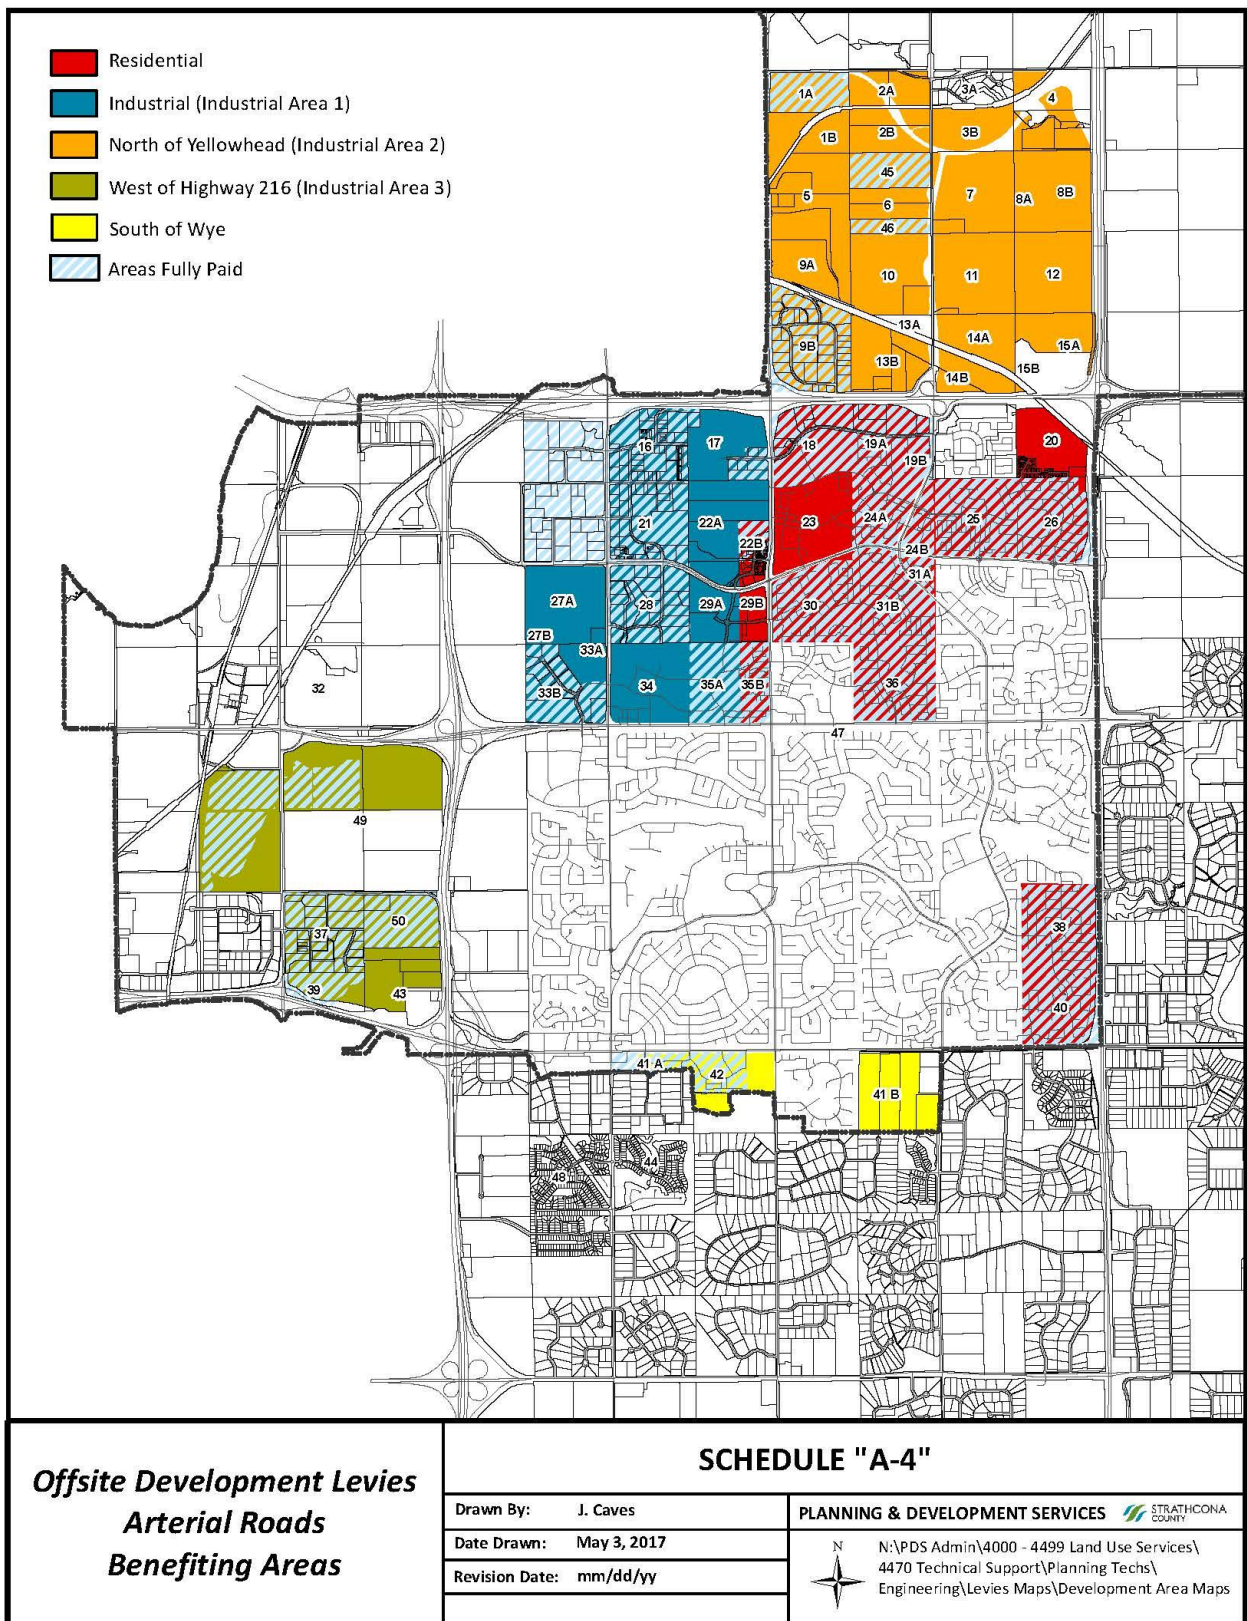 Residential
Industrial (Industrial Area 1)
North of Yellowhead (Industrial Area 2)
West of Highway 216 (Industrial Area 3)
South of Wye
Areas Fully Paid
1A
2A
3A
4
1B
2B
3B
45
5
6
7
8A
8B
46
9A
10
11
12
13A
14A
15A
9B
13B
14B
15B
16
17
18
19A
19B
20
21
22A
22B
23
24A
24B
25
26
27A
27B
28
29A
29B
30
31A
31B
32
33A
33B
34
35A
35B
36
47
49
37
50
38
39
43
40
41 A
42
41 B
44
48
Offsite Development Levies
Arterial Roads
Benefiting Areas
SCHEDULE "A-4"
Drawn By: J. Caves
Date Drawn: May 3, 2017
Revision Date: mm/dd/yy
PLANNING & DEVELOPMENT SERVICES
STRATHCONA
COUNTY
N
N:\PDS Admin\4000 - 4499 Land Use Services\
4470 Technical Support\Planning Techs\
Engineering\Levies Maps\Development Area Maps